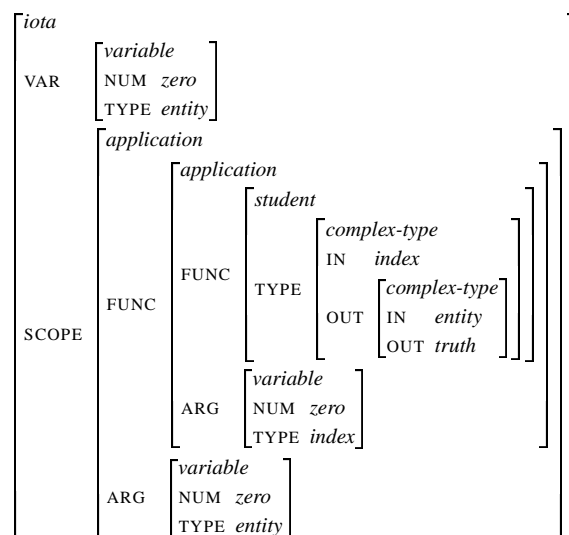 iota
variable
VAR NUM zero
TYPE entity
application
application
student
complex-type
IN index
FUNC
TYPE
complex-type
FUNC
OUT IN entity
SCOPE
OUT truth
variable
ARG NUM zero
TYPE index
variable
ARG NUM zero
TYPE entity